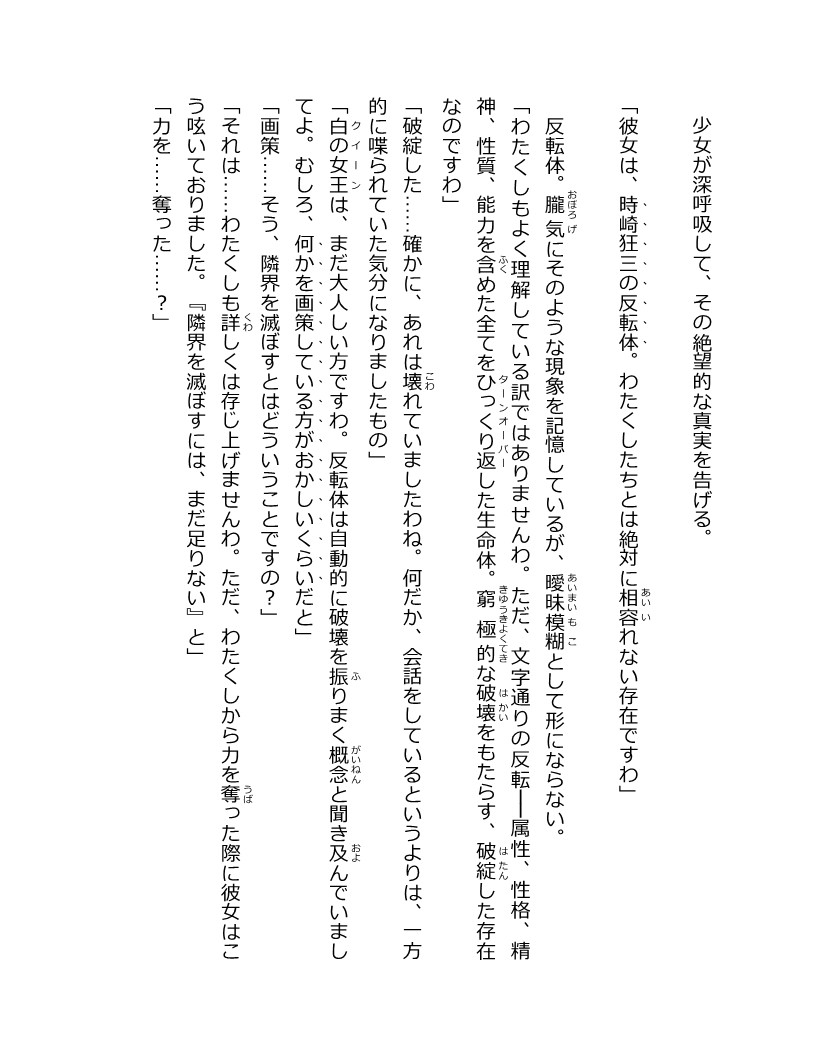 少女が深呼吸して、その絶望的な真実を告げる。
「彼女は、時崎狂三の反転体。わたくしたちとは絶対に相容れない存在ですわ」
反転体。朧気にそのような現象を記憶しているが、曖昧模糊として形にならない。
「わたくしもよく理解している訳ではありませんわ。ただ、文字通りの反転──属性、性格、精
神、性質、能力を含めた全てをひっくり返した生命体。窮極的な破壊をもたらす、破綻した存在
なのですわ」
「破綻した……確かに、あれは壊れていましたわね。何だか、会話をしているというよりは、一方
的に喋られていた気分になりましたもの」
「白の女王は、まだ大人しい方ですわ。反転体は自動的に破壊を振りまく概念と聞き及んでいまし
てよ。むしろ、何かを画策している方がおかしいくらいだと」
「画策……そう、隣界を滅ぼすとはどういうことですの？」
「それは……わたくしも詳しくは存じ上げませんわ。ただ、わたくしから力を奪った際に彼女はこ
う呟いておりました。『隣界を滅ぼすには、まだ足りない』と」
「力を……奪った……？」